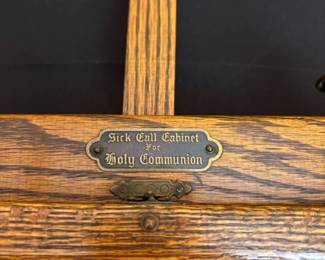 Sick Call Cabinet
For
Holy Communion